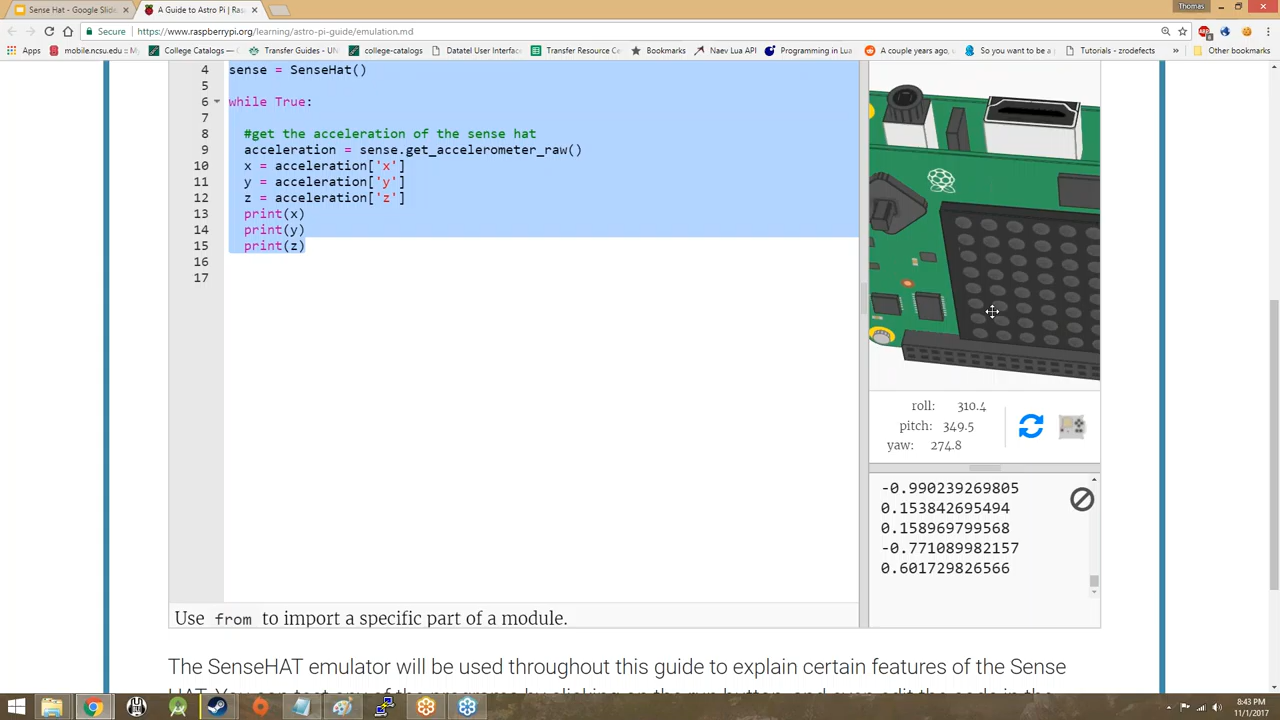 Sense Hat - Google Slide
A Guide to Astro Pi | Ras
Thomas
Secure
https://www.raspberrypi.org/learning/astro-pi-guide/emulation.md
Apps
mobile.ncsu.edu :: M
College Catalogs —
Transfer Guides - UN
college-catalogs
Datatel User Interface
Transfer Resource Ce
Bookmarks
Naev Lua API
Programming in Lua
A couple years ago,
So you want to be a
Tutorials - zrodefects
»
Other bookmarks
4 sense = SenseHat()
5
6 while True:
7
8 #get the acceleration of the sense hat
9 acceleration = sense.get_accelerometer_raw()
10 x = acceleration['x']
11 y = acceleration['y']
12 z = acceleration['z']
13 print(x)
14 print(y)
15 print(z)
16
17
roll: 310.4
pitch: 349.5
yaw: 274.8
-0.990239269805
0.153842695494
0.158969799568
-0.771089982157
0.601729826566
Use from to import a specific part of a module.
The SenseHAT emulator will be used throughout this guide to explain certain features of the Sense
8:43 PM
11/1/2017